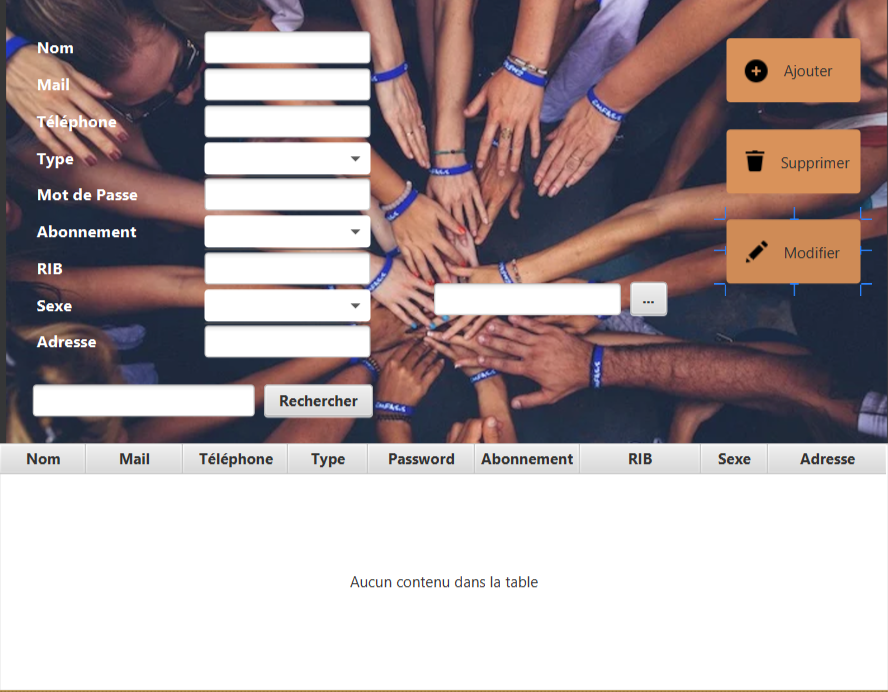 Nom
Mail
Téléphone
Type
Mot de Passe
Abonnement
RIB
Sexe
Adresse
Ajouter
Supprimer
Modifier
...
Rechercher
Nom Mail Téléphone Type Password Abonnement RIB Sexe Adresse
Aucun contenu dans la table